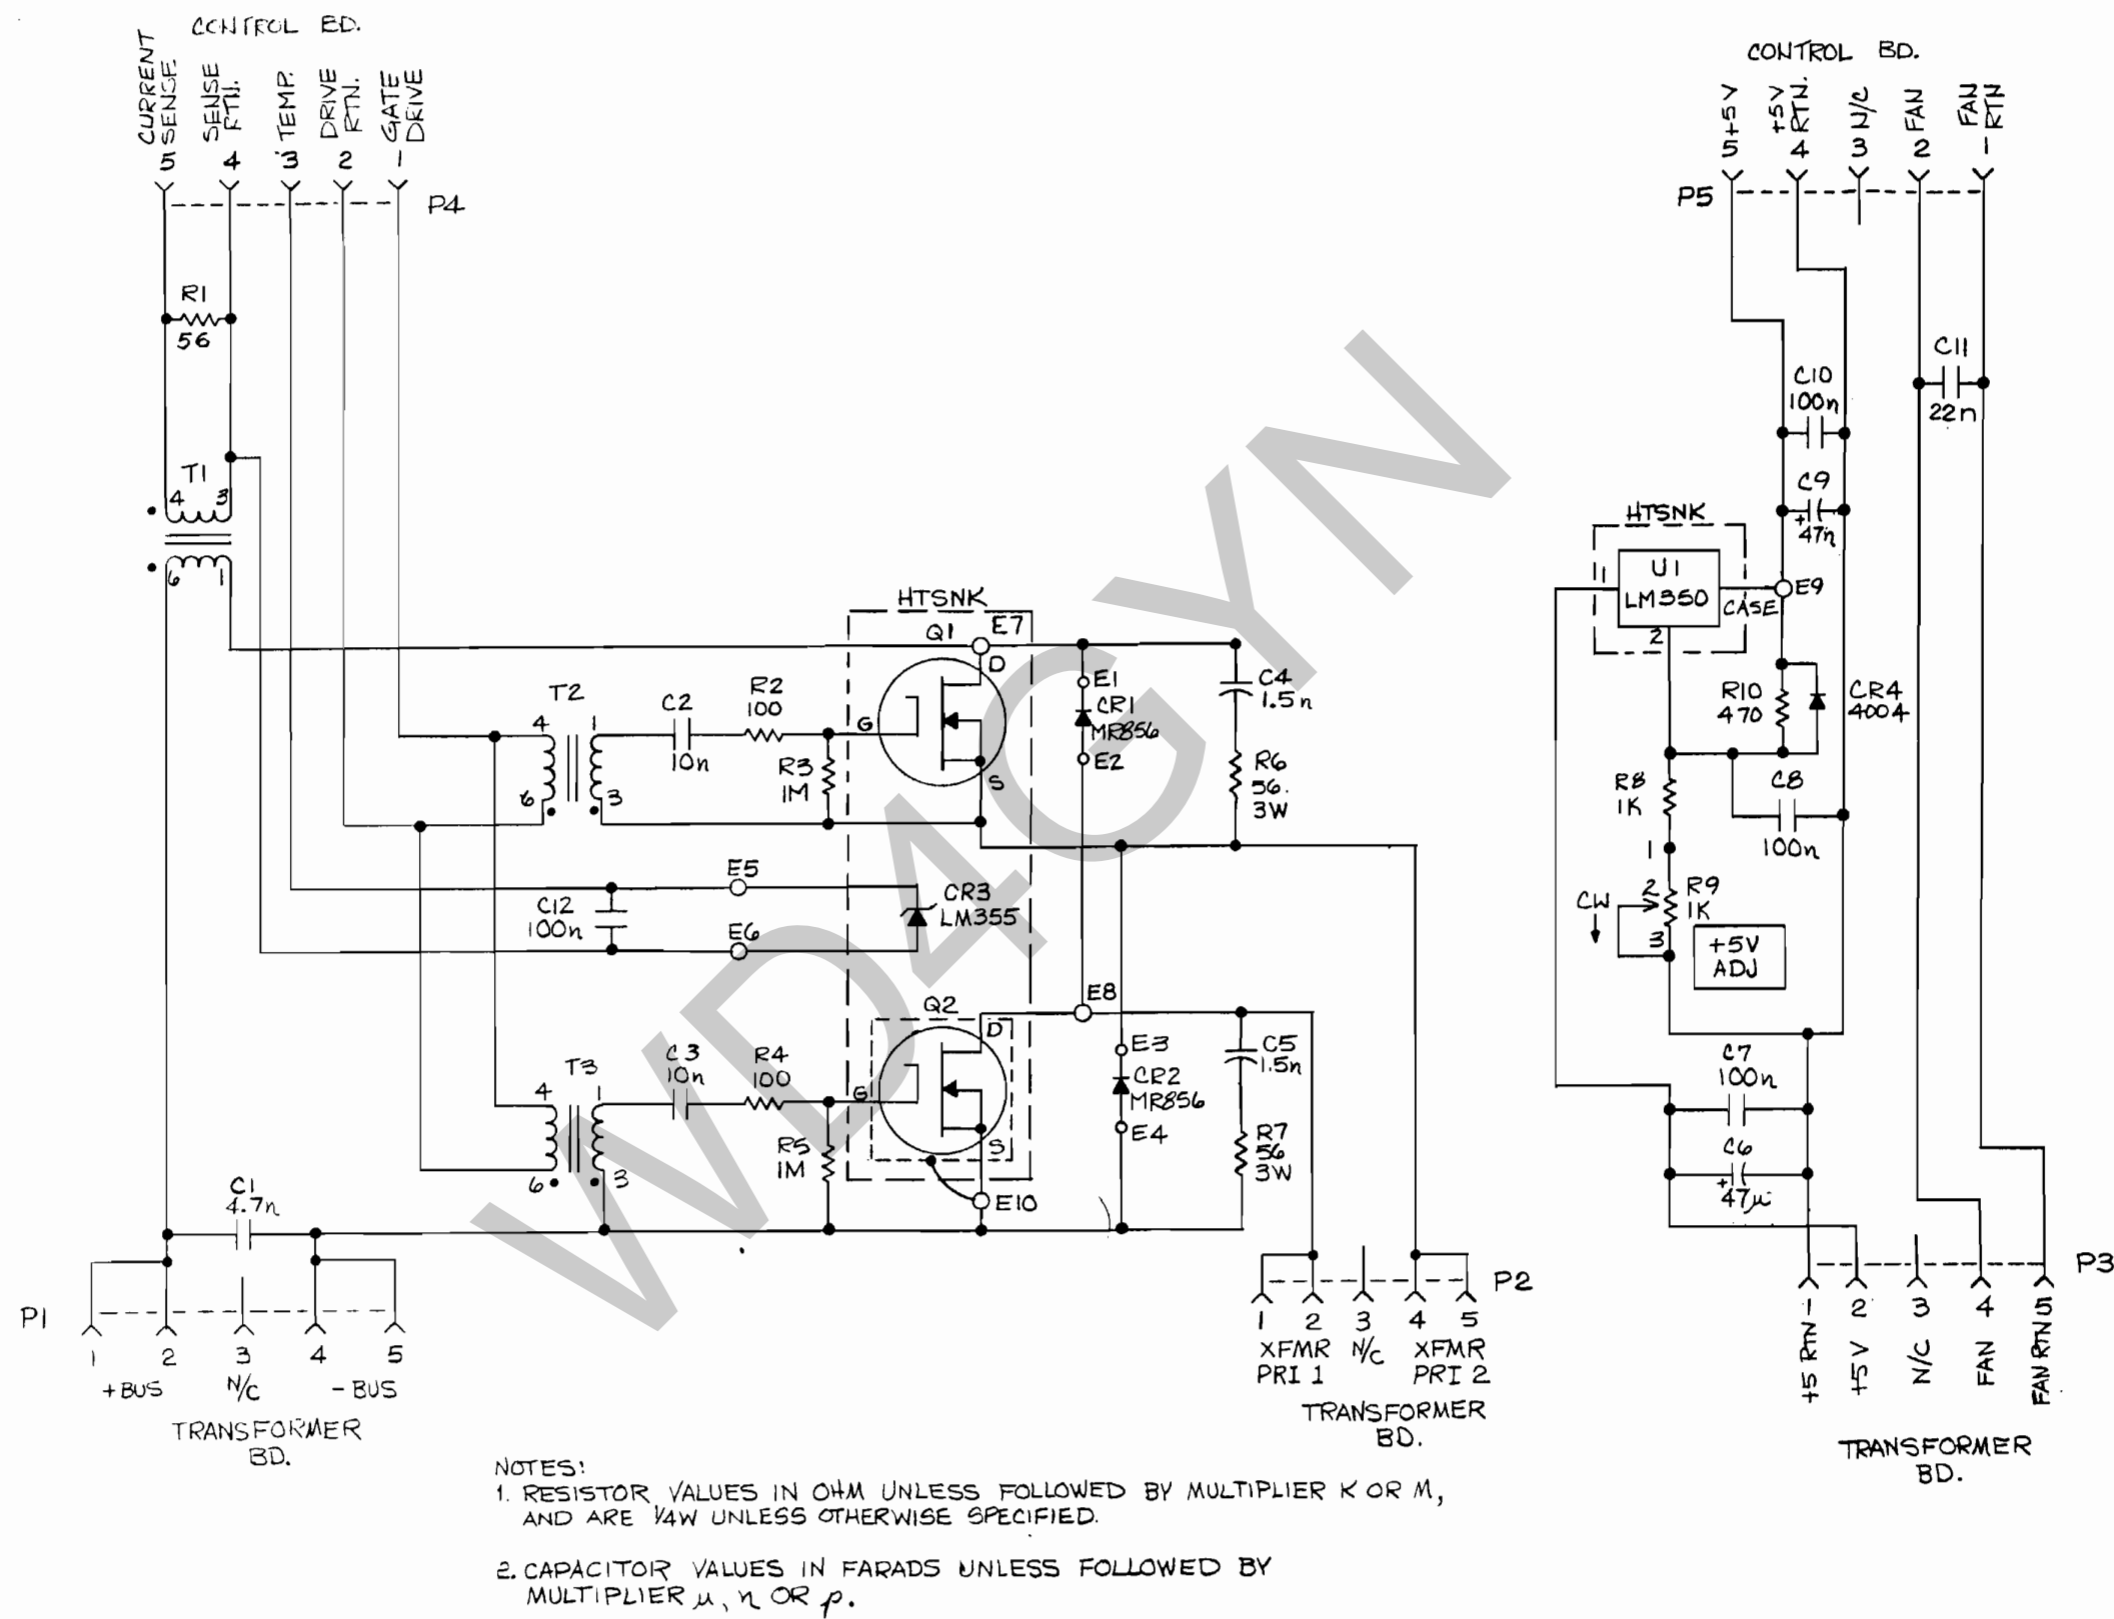 CONTROL BD.
CURRENT
SENSE.
SENSE
RTN.
TEMP.
DRIVE
RTN.
GATE
DRIVE
5
4
3
2
1
P4
R1
56
T1
4
3
6
1
HTSNK
Q1
E7
D
G
S
T2
4
1
6
3
C2
10n
R2
100
R3
1M
E1
CR1
MR856
E2
C4
1.5n
R6
56.
3W
E5
C12
100n
E6
CR3
LM355
Q2
D
G
S
E8
T3
4
1
6
3
C3
10n
R4
100
R5
1M
E3
CR2
MR856
E4
C5
1.5n
R7
56
3W
E10
C1
4.7n
P1
1
2
3
4
5
+BUS
N/C
-BUS
TRANSFORMER
BD.
P2
1
2
3
4
5
XFMR
PRI 1
N/C
XFMR
PRI 2
TRANSFORMER
BD.
CONTROL BD.
+5V
+5V
RTN.
N/C
FAN
FAN
RTN
5
4
3
2
1
P5
C11
22n
C10
100n
C9
+
47n
HTSNK
1
U1
LM350
CASE
E9
2
R10
470
CR4
4004
R8
1K
C8
100n
1
CW
2
R9
1K
3
+5V
ADJ
C7
100n
C6
+
47µ
P3
1
2
3
4
5
+5 RTN
+5V
N/C
FAN
FAN RTN
TRANSFORMER
BD.
NOTES:
1. RESISTOR VALUES IN OHM UNLESS FOLLOWED BY MULTIPLIER K OR M,
AND ARE 1/4W UNLESS OTHERWISE SPECIFIED.
2. CAPACITOR VALUES IN FARADS UNLESS FOLLOWED BY
MULTIPLIER µ, n OR p.
WD4GYN